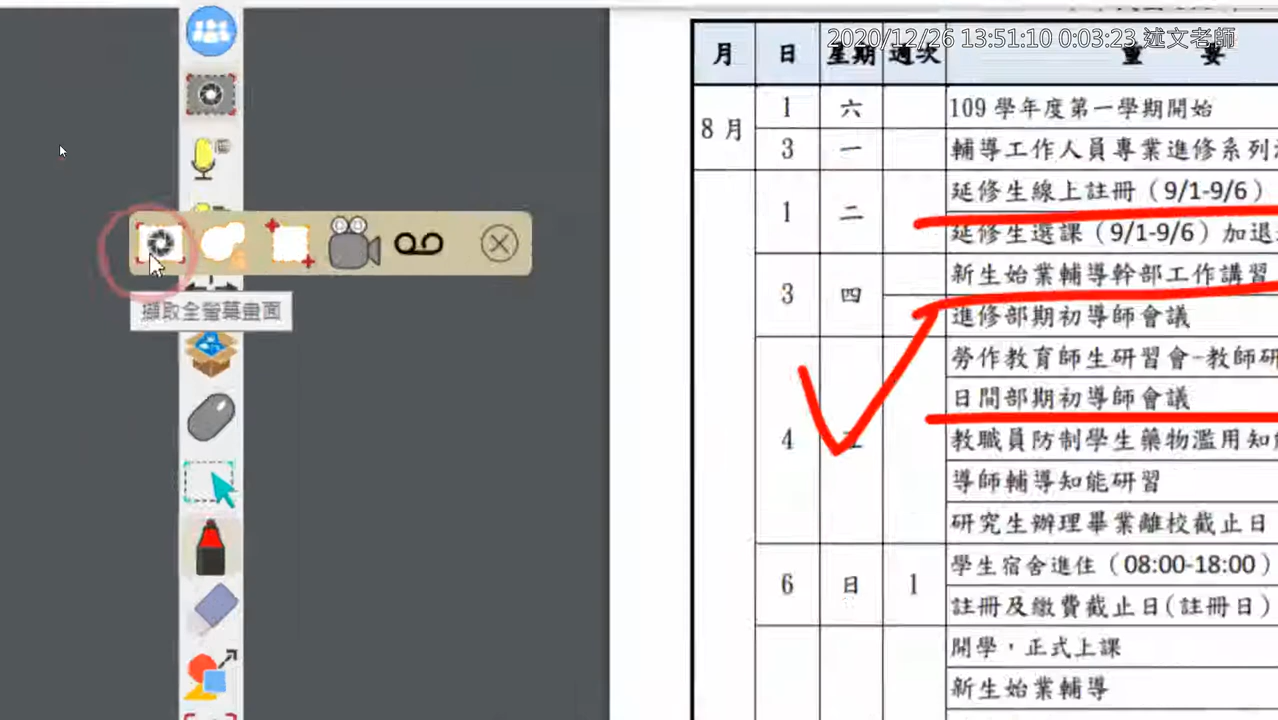 2020/12/26 13:51:10 0:03:23 述文老師
月 日 星期 週次 重 要
8月 1 六 109 學年度第一學期開始
3 一 輔導工作人員專業進修系列
1 二 延修生線上註冊（9/1-9/6）
延修生選課（9/1-9/6）加退
3 四 新生始業輔導幹部工作講習
進修部期初導師會議
勞作教育師生研習會-教師研
日間部期初導師會議
4 教職員防制學生藥物濫用知
導師輔導知能研習
研究生辦理畢業離校截止日
6 日 1 學生宿舍進住（08:00-18:00）
註冊及繳費截止日(註冊日)
開學，正式上課
新生始業輔導
擷取全螢幕畫面